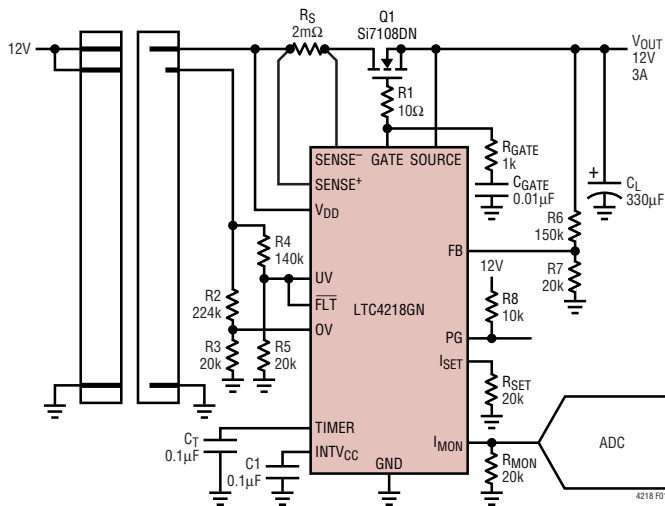 12V
RS
2mΩ
Q1
Si7108DN
VOUT
12V
3A
R1
10Ω
SENSE–
GATE
SOURCE
SENSE+
VDD
RGATE
1k
CGATE
0.01µF
+
CL
330µF
R6
150k
R4
140k
FB
R7
20k
12V
R8
10k
UV
FLT
LTC4218GN
R2
224k
OV
PG
R3
20k
R5
20k
ISET
RSET
20k
TIMER
IMON
ADC
CT
0.1µF
INTVCC
C1
0.1µF
GND
RMON
20k
4218 F01